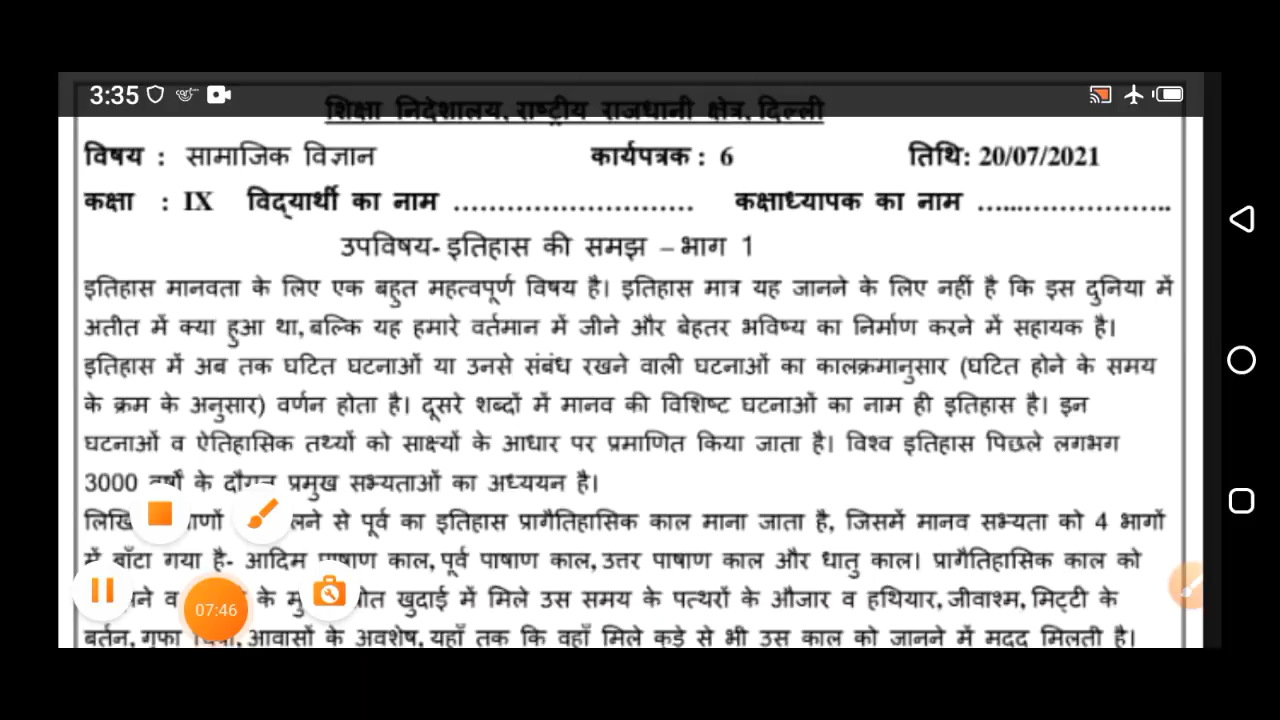 3:35
शिक्षा निदेशालय, राष्ट्रीय राजधानी क्षेत्र, दिल्ली
विषय : सामाजिक विज्ञान कार्यपत्रक : 6 तिथि: 20/07/2021
कक्षा : IX विद्यार्थी का नाम ............................ कक्षाध्यापक का नाम ........................
उपविषय- इतिहास की समझ – भाग 1
इतिहास मानवता के लिए एक बहुत महत्वपूर्ण विषय है। इतिहास मात्र यह जानने के लिए नहीं है कि इस दुनिया में
अतीत में क्या हुआ था, बल्कि यह हमारे वर्तमान में जीने और बेहतर भविष्य का निर्माण करने में सहायक है।
इतिहास में अब तक घटित घटनाओं या उनसे संबंध रखने वाली घटनाओं का कालक्रमानुसार (घटित होने के समय
के क्रम के अनुसार) वर्णन होता है। दूसरे शब्दों में मानव की विशिष्ट घटनाओं का नाम ही इतिहास है। इन
घटनाओं व ऐतिहासिक तथ्यों को साक्ष्यों के आधार पर प्रमाणित किया जाता है। विश्व इतिहास पिछले लगभग
3000 वर्षों के दौरान प्रमुख सभ्यताओं का अध्ययन है।
से पूर्व का इतिहास प्रागैतिहासिक काल माना जाता है, जिसमें मानव सभ्यता को 4 भागों
में बाँटा गया है- आदिम पाषाण काल, पूर्व पाषाण काल, उत्तर पाषाण काल और धातु काल। प्रागैतिहासिक काल को
व के खुदाई में मिले उस समय के पत्थरों के औजार व हथियार, जीवाश्म, मिट्टी के
07:46
बर्तन, गुफा आवासों के अवशेष, यहाँ तक कि वहाँ मिले कूड़े से भी उस काल को जानने में मदद मिलती है।